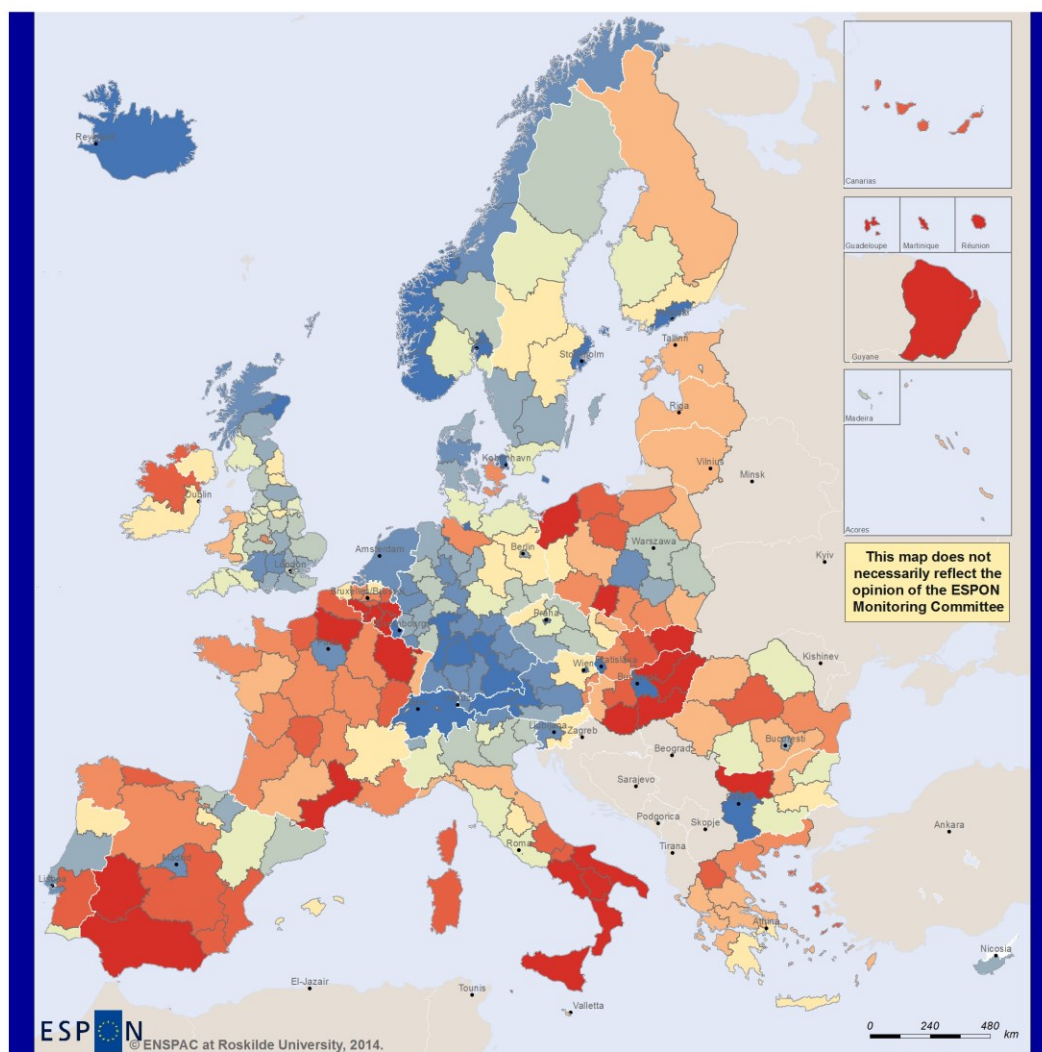 Reykjavik
Canarias
Guadeloupe
Martinique
Réunion
Guyane
Madeira
Acores
This map does not
necessarily reflect the
opinion of the ESPON
Monitoring Committee
Stockholm
Tallinn
Riga
Vilnius
Minsk
København
Dublin
London
Amsterdam
Berlin
Warszawa
Kyiv
Praha
Wien
Bratislava
Kishinev
Ljubljana
Zagreb
Bucuresti
Beograd
Sarajevo
Podgorica
Skopje
Tirana
Roma
Ankara
Madrid
Lisboa
Athina
Nicosia
El-Jazair
Tounis
Valletta
ESPON
© ENSPAC at Roskilde University, 2014.
0 240 480
km